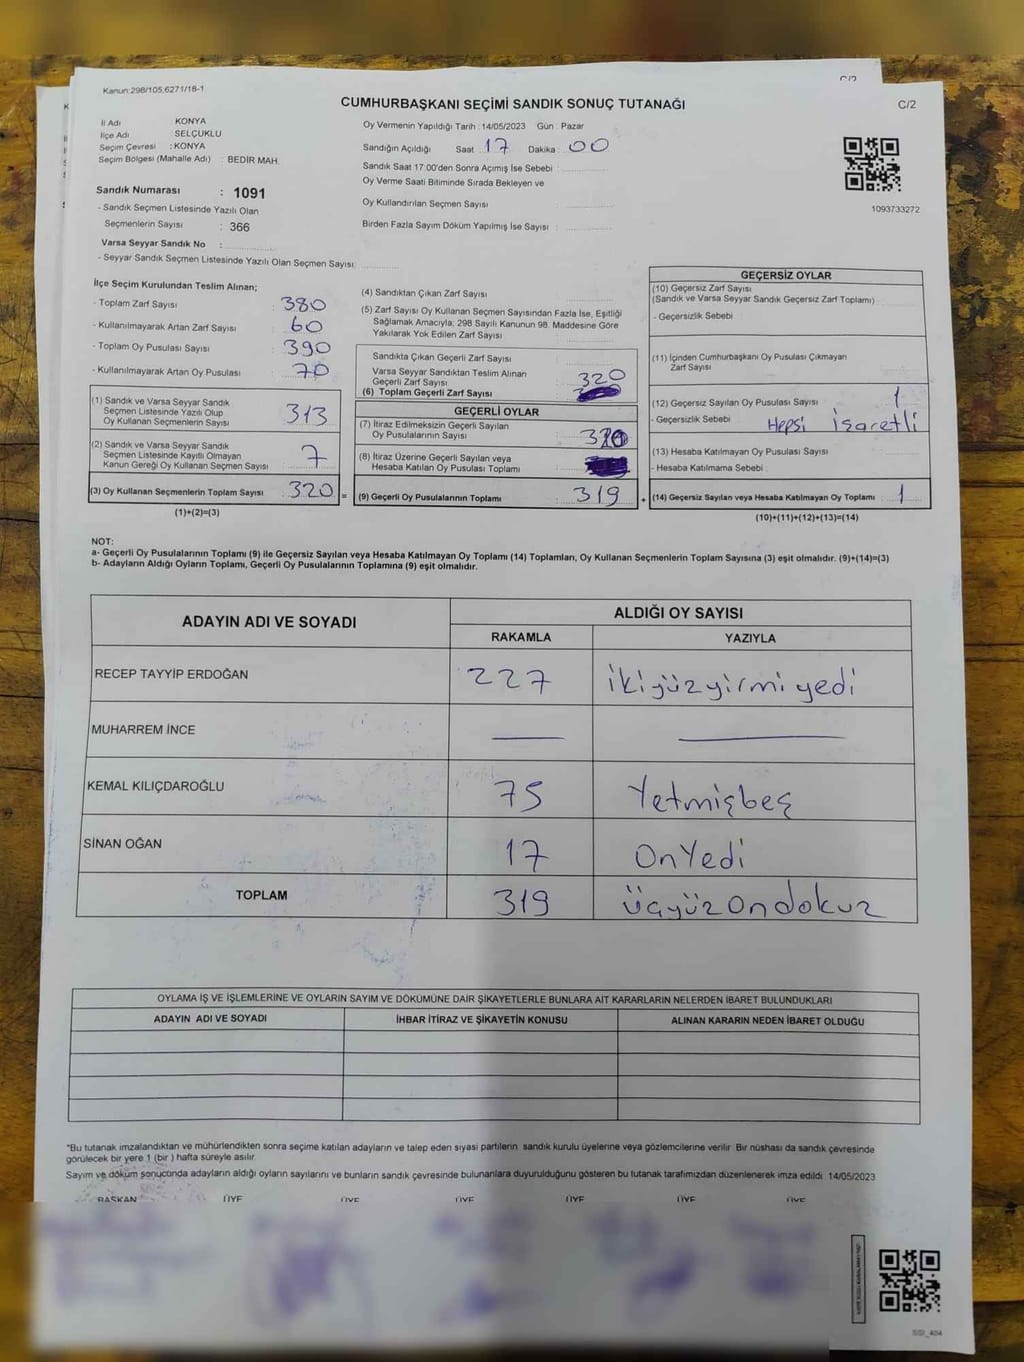 Kanun:298/105,6271/18-1
CUMHURBAŞKANI SEÇİMİ SANDIK SONUÇ TUTANAĞI
C/2
C/2
İl Adı : KONYA
İlçe Adı : SELÇUKLU
Seçim Çevresi : KONYA
Seçim Bölgesi (Mahalle Adı) : BEDİR MAH.
Sandık Numarası : 1091
- Sandık Seçmen Listesinde Yazılı Olan
Seçmenlerin Sayısı : 366
Varsa Seyyar Sandık No :
- Seyyar Sandık Seçmen Listesinde Yazılı Olan Seçmen Sayısı:
Oy Vermenin Yapıldığı Tarih :14/05/2023 Gün : Pazar
Sandığın Açıldığı Saat : 17 Dakika : 00
Sandık Saat 17:00'den Sonra Açımış İse Sebebi :
Oy Verme Saati Bitiminde Sırada Bekleyen ve
Oy Kullandırılan Seçmen Sayısı :
Birden Fazla Sayım Döküm Yapılmış İse Sayısı :
1093733272
İlçe Seçim Kurulundan Teslim Alınan;
- Toplam Zarf Sayısı : 380
- Kullanılmayarak Artan Zarf Sayısı : 60
- Toplam Oy Pusulası Sayısı : 390
- Kullanılmayarak Artan Oy Pusulası : 70
(1) Sandık ve Varsa Seyyar Sandık
Seçmen Listesinde Yazılı Olup
Oy Kullanan Seçmenlerin Sayısı : 313
(2) Sandık ve Varsa Seyyar Sandık
Seçmen Listesinde Kayıtlı Olmayan
Kanun Gereği Oy Kullanan Seçmen Sayısı : 7
(3) Oy Kullanan Seçmenlerin Toplam Sayısı : 320 =
(1)+(2)=(3)
(4) Sandıktan Çıkan Zarf Sayısı :
(5) Zarf Sayısı Oy Kullanan Seçmen Sayısından Fazla İse, Eşitliği
Sağlamak Amacıyla; 298 Sayılı Kanunun 98. Maddesine Göre
Yakılarak Yok Edilen Zarf Sayısı :
Sandıkta Çıkan Geçerli Zarf Sayısı :
Varsa Seyyar Sandıktan Teslim Alınan
Geçerli Zarf Sayısı : 320
(6) Toplam Geçerli Zarf Sayısı :
GEÇERLİ OYLAR
(7) İtiraz Edilmeksizin Geçerli Sayılan
Oy Pusulalarının Sayısı :
(8) İtiraz Üzerine Geçerli Sayılan veya
Hesaba Katılan Oy Pusulası Toplamı :
(9) Geçerli Oy Pusulalarının Toplamı : 319 +
GEÇERSİZ OYLAR
(10) Geçersiz Zarf Sayısı
(Sandık ve Varsa Seyyar Sandık Geçersiz Zarf Toplamı) :
- Geçersizlik Sebebi :
(11) İçinden Cumhurbaşkanı Oy Pusulası Çıkmayan
Zarf Sayısı :
(12) Geçersiz Sayılan Oy Pusulası Sayısı : 1
- Geçersizlik Sebebi : Hepsi İşaretli
(13) Hesaba Katılmayan Oy Pusulası Sayısı :
- Hesaba Katılmama Sebebi :
(14) Geçersiz Sayılan veya Hesaba Katılmayan Oy Toplamı : 1
(10)+(11)+(12)+(13)=(14)
NOT:
a- Geçerli Oy Pusulalarının Toplamı (9) ile Geçersiz Sayılan veya Hesaba Katılmayan Oy Toplamı (14) Toplamları, Oy Kullanan Seçmenlerin Toplam Sayısına (3) eşit olmalıdır. (9)+(14)=(3)
b- Adayların Aldığı Oyların Toplamı, Geçerli Oy Pusulalarının Toplamına (9) eşit olmalıdır.
ADAYIN ADI VE SOYADI
ALDIĞI OY SAYISI
RAKAMLA YAZIYLA
RECEP TAYYİP ERDOĞAN 227 ikiyüzyirmiyedi
MUHARREM İNCE
KEMAL KILIÇDAROĞLU 75 Yetmişbeş
SİNAN OĞAN 17 OnYedi
TOPLAM 319 üçyüzOndokuz
OYLAMA İŞ VE İŞLEMLERİNE VE OYLARIN SAYIM VE DÖKÜMÜNE DAİR ŞİKAYETLERLE BUNLARA AİT KARARLARIN NELERDEN İBARET BULUNDUKLARI
ADAYIN ADI VE SOYADI İHBAR İTİRAZ VE ŞİKAYETİN KONUSU ALINAN KARARIN NEDEN İBARET OLDUĞU
"Bu tutanak imzalandıktan ve mühürlendikten sonra seçime katılan adayların ve talep eden siyasi partilerin sandık kurulu üyelerine veya gözlemcilerine verilir. Bir nüshası da sandık çevresinde
görülecek bir yere 1 (bir ) hafta süreyle asılır.
Sayım ve döküm sonucunda adayların aldığı oyların sayılarını ve bunların sandık çevresinde bulunanlara duyurulduğunu gösteren bu tutanak tarafımızdan düzenlenerek imza edildi. 14/05/2023
BAŞKAN ÜYE ÜYE ÜYE ÜYE ÜYE ÜYE
SSI_404